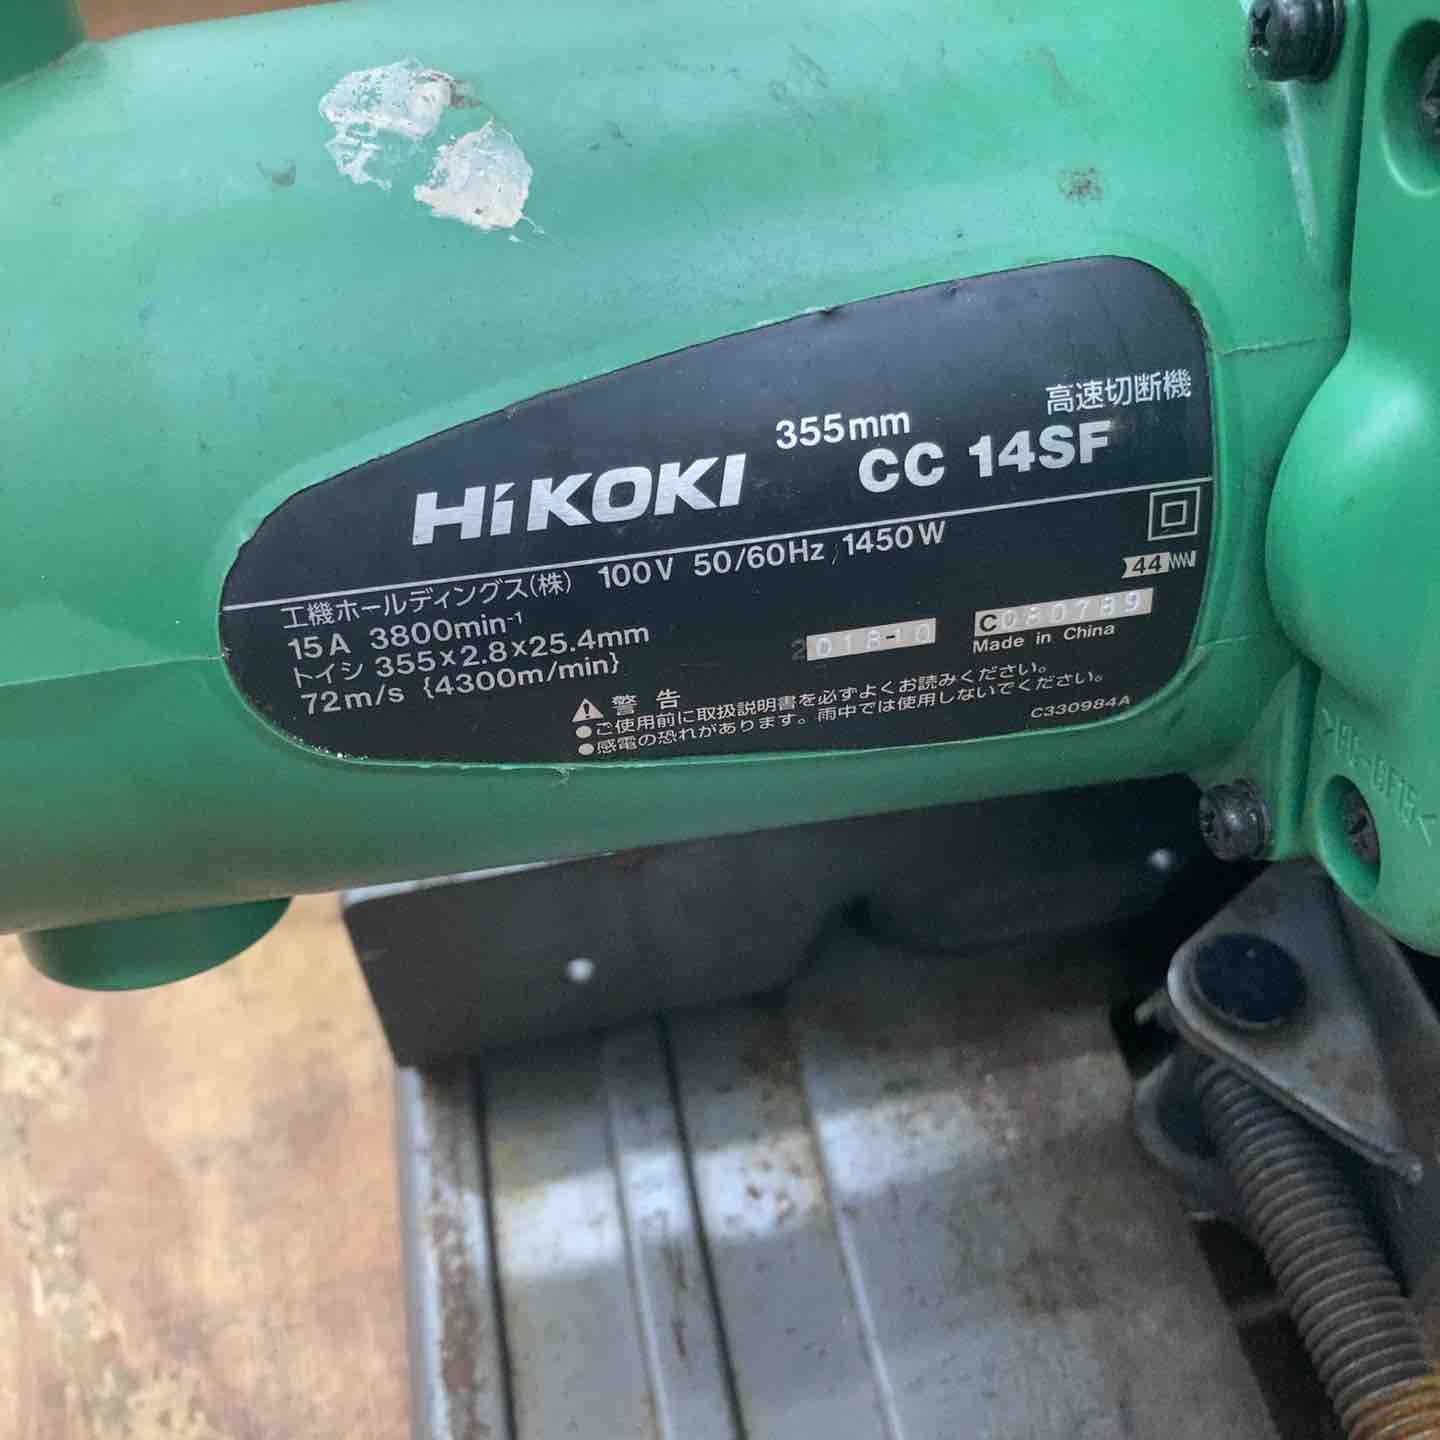 高速切断機
355mm
HiKOKI CC 14SF
工機ホールディングス(株) 100V 50/60Hz 1450W
15A 3800min-1
トイシ 355×2.8×25.4mm
72m/s {4300m/min}
44
2018-10 C080789
Made in China
警告
●ご使用前に取扱説明書を必ずよくお読みください。
●感電の恐れがあります。雨中では使用しないでください。
C330984A